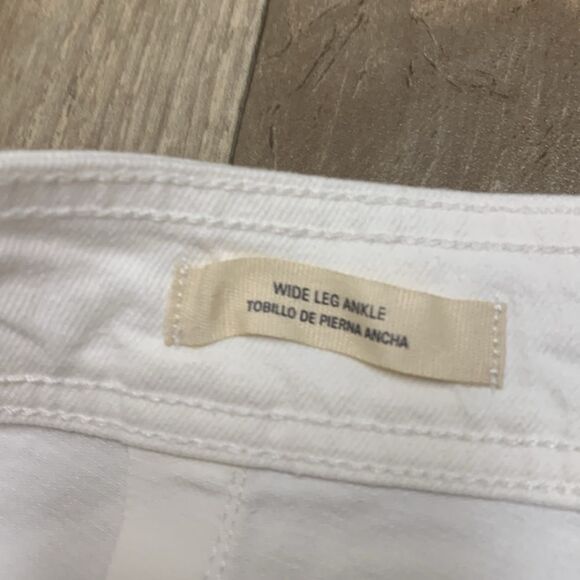 WIDE LEG ANKLE
TOBILLO DE PIERNA ANCHA